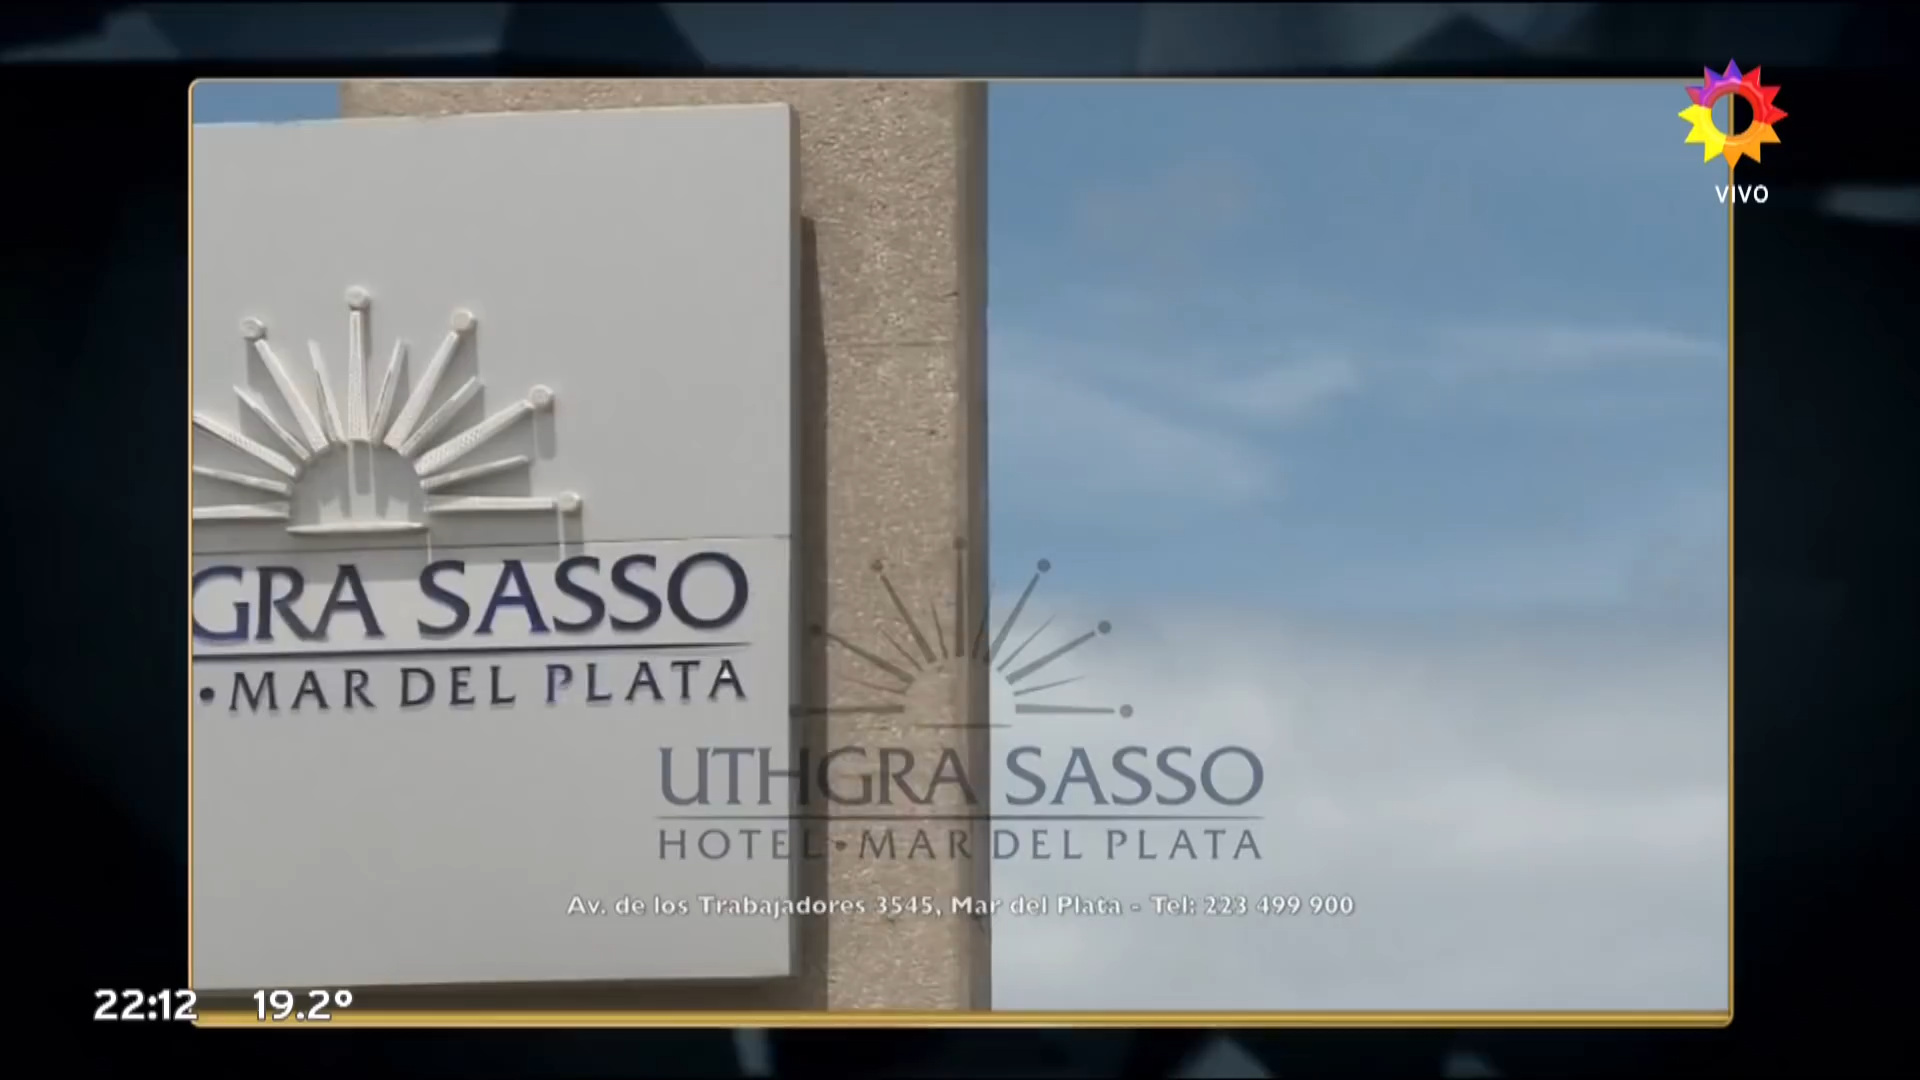 VIVO
GRA SASSO
• MAR DEL PLATA
UTHGRA SASSO
HOTEL • MAR DEL PLATA
Av. de los Trabajadores 3545, Mar del Plata - Tel: 223 499 900
22:12 19.2°